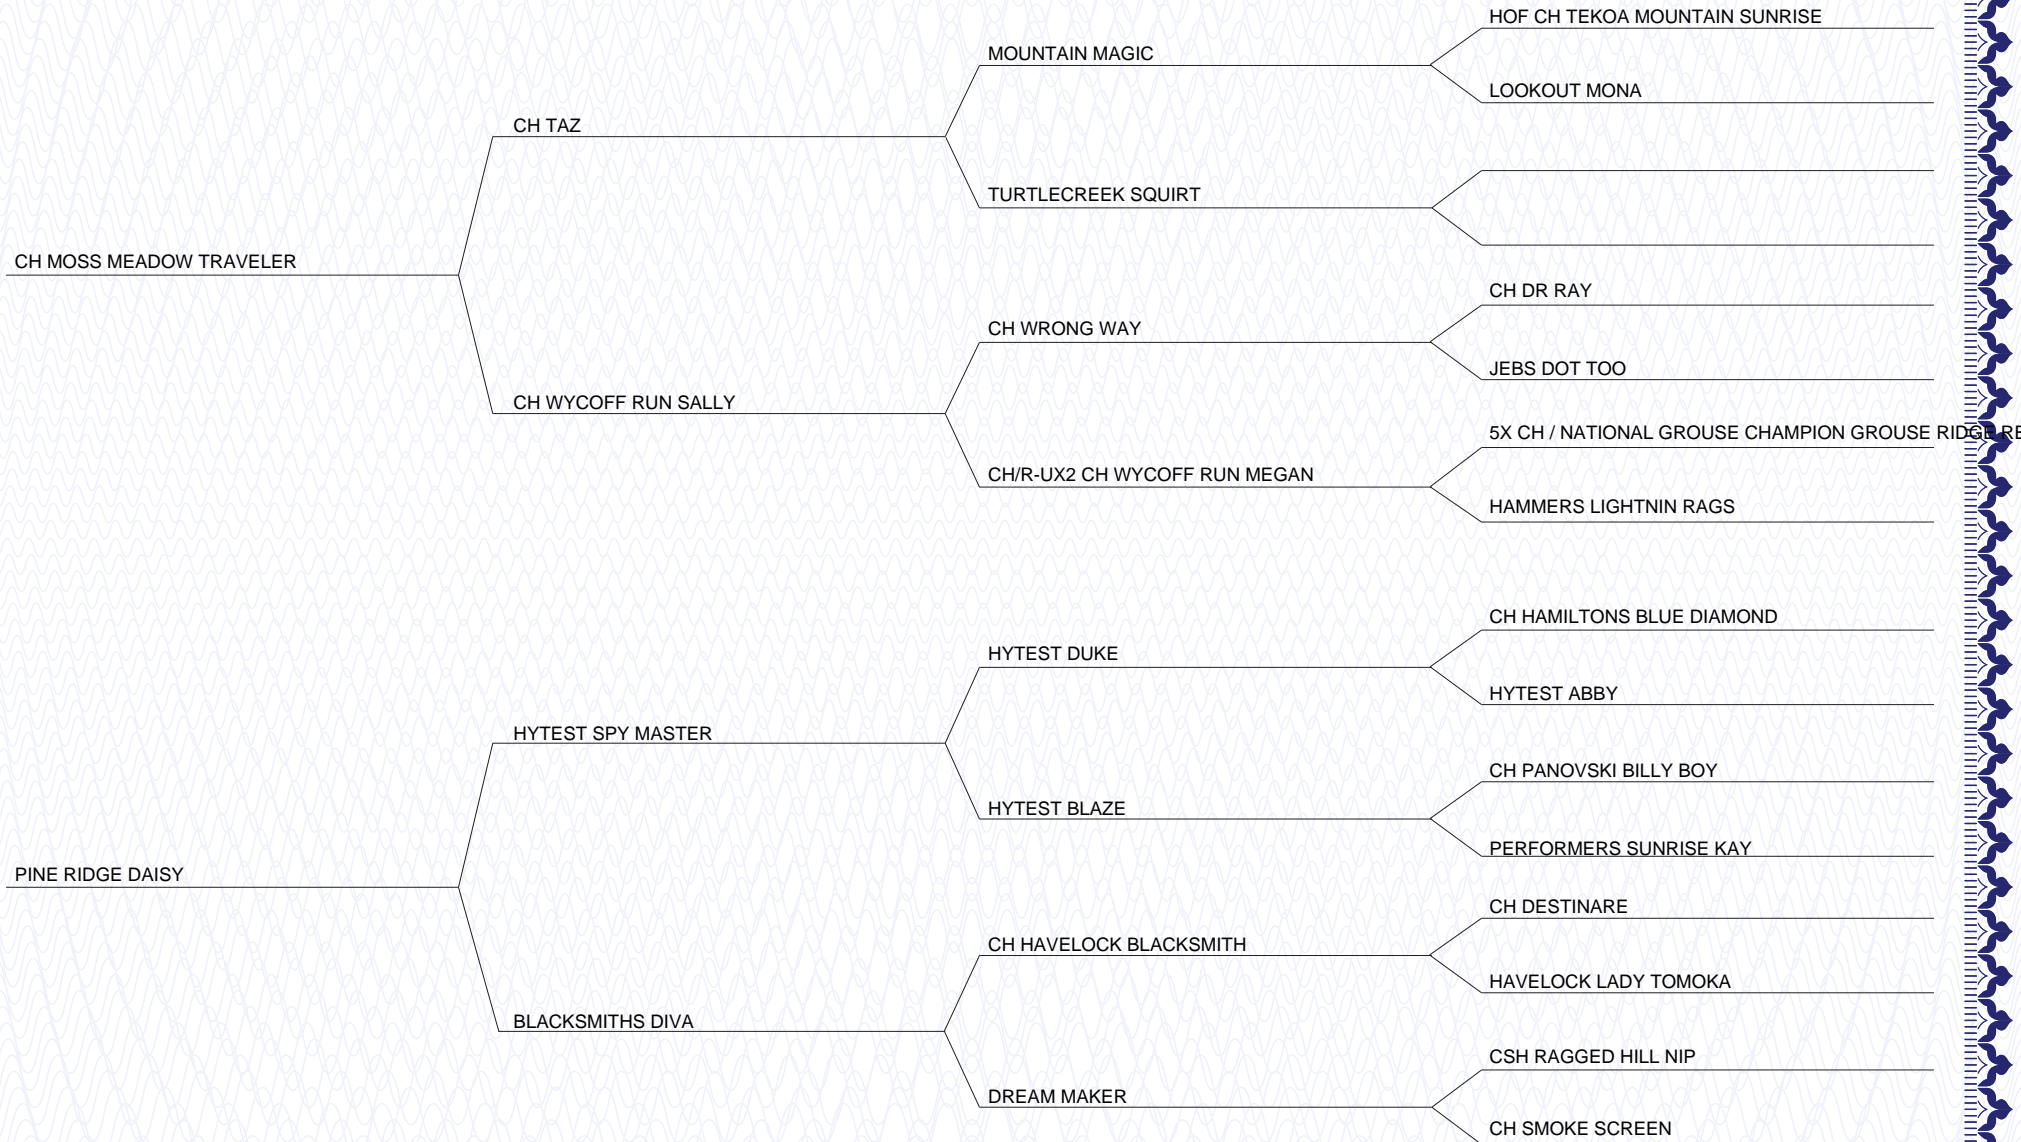 HOF CH TEKOA MOUNTAIN SUNRISE
MOUNTAIN MAGIC
LOOKOUT MONA
CH TAZ
TURTLECREEK SQUIRT
CH MOSS MEADOW TRAVELER
CH DR RAY
CH WRONG WAY
JEBS DOT TOO
CH WYCOFF RUN SALLY
5X CH / NATIONAL GROUSE CHAMPION GROUSE RIDGE RE
CH/R-UX2 CH WYCOFF RUN MEGAN
HAMMERS LIGHTNIN RAGS
CH HAMILTONS BLUE DIAMOND
HYTEST DUKE
HYTEST ABBY
HYTEST SPY MASTER
CH PANOVSKI BILLY BOY
HYTEST BLAZE
PERFORMERS SUNRISE KAY
PINE RIDGE DAISY
CH DESTINARE
CH HAVELOCK BLACKSMITH
HAVELOCK LADY TOMOKA
BLACKSMITHS DIVA
CSH RAGGED HILL NIP
DREAM MAKER
CH SMOKE SCREEN